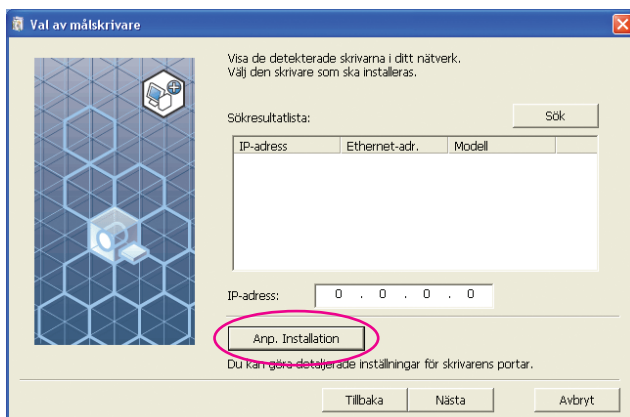 Val av målskrivare
Visa de detekterade skrivarna i ditt nätverk.
Välj den skrivare som ska installeras.
Sökresultatlista:
Sök
IP-adress Ethernet-adr. Modell
IP-adress: 0 . 0 . 0 . 0
Anp. Installation
Du kan göra detaljerade inställningar för skrivarens portar.
Tillbaka Nästa Avbryt